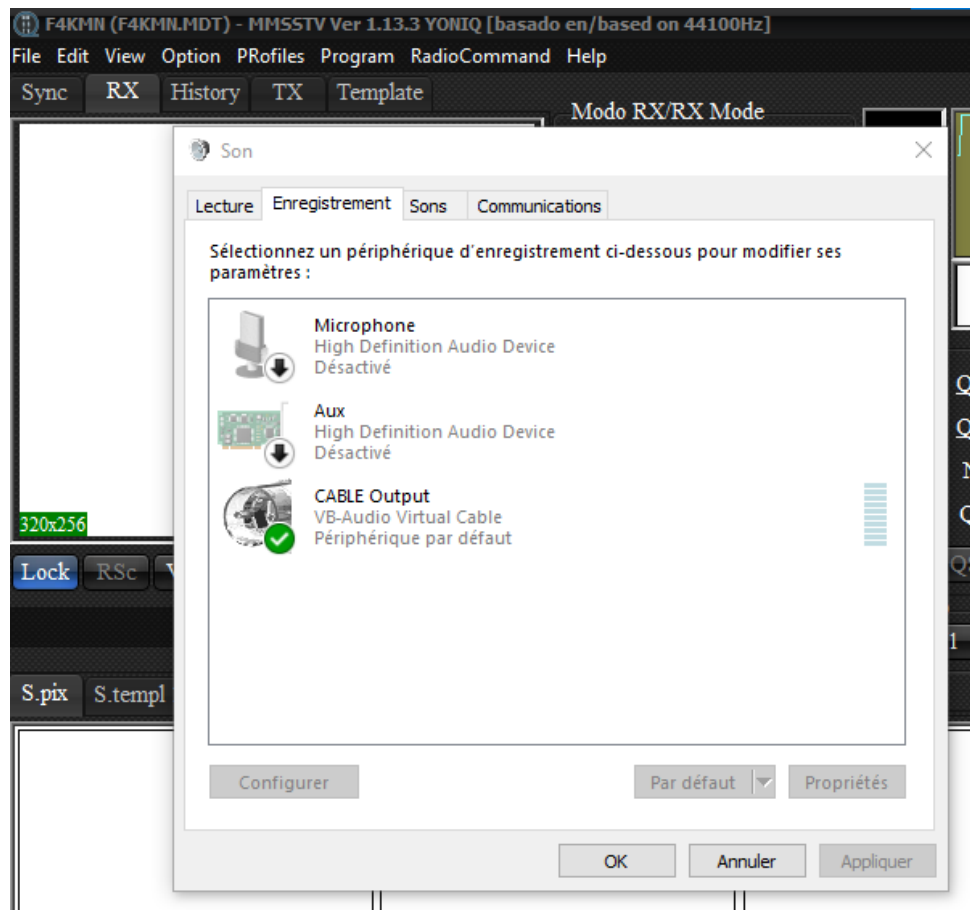 F4KMN (F4KMN.MDT) - MMSSTV Ver 1.13.3 YONIQ [basado en/based on 44100Hz]
File Edit View Option PRofiles Program RadioCommand Help
Sync RX History TX Template
Modo RX/RX Mode
Son
Lecture Enregistrement Sons Communications
Sélectionnez un périphérique d'enregistrement ci-dessous pour modifier ses
paramètres :
Microphone
High Definition Audio Device
Désactivé
Aux
High Definition Audio Device
Désactivé
CABLE Output
VB-Audio Virtual Cable
Périphérique par défaut
320x256
Lock RSc
S.pix S.templ
Configurer Par défaut Propriétés
OK Annuler Appliquer